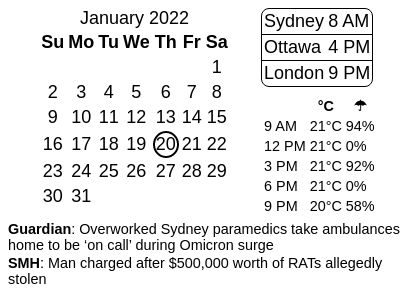 January 2022
Su Mo Tu We Th Fr Sa
1
2 3 4 5 6 7 8
9 10 11 12 13 14 15
16 17 18 19 20 21 22
23 24 25 26 27 28 29
30 31
Sydney 8 AM
Ottawa 4 PM
London 9 PM
°C ☂
9 AM 21°C 94%
12 PM 21°C 0%
3 PM 21°C 92%
6 PM 21°C 0%
9 PM 20°C 58%
Guardian: Overworked Sydney paramedics take ambulances
home to be ‘on call’ during Omicron surge
SMH: Man charged after $500,000 worth of RATs allegedly
stolen